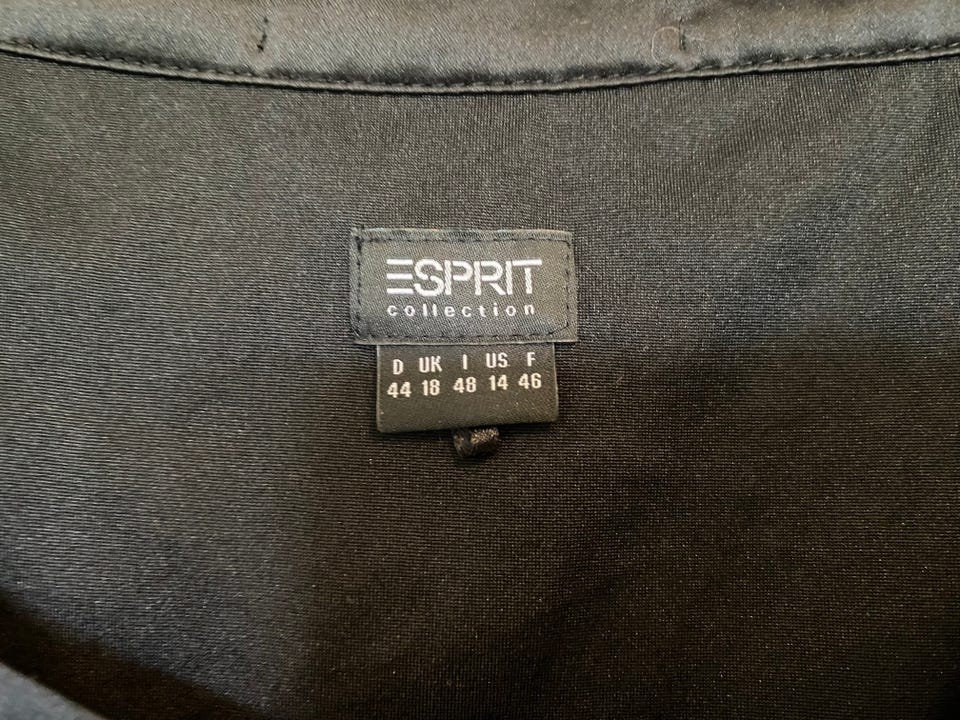 ESPRIT
collection
D UK I US F
44 18 48 14 46